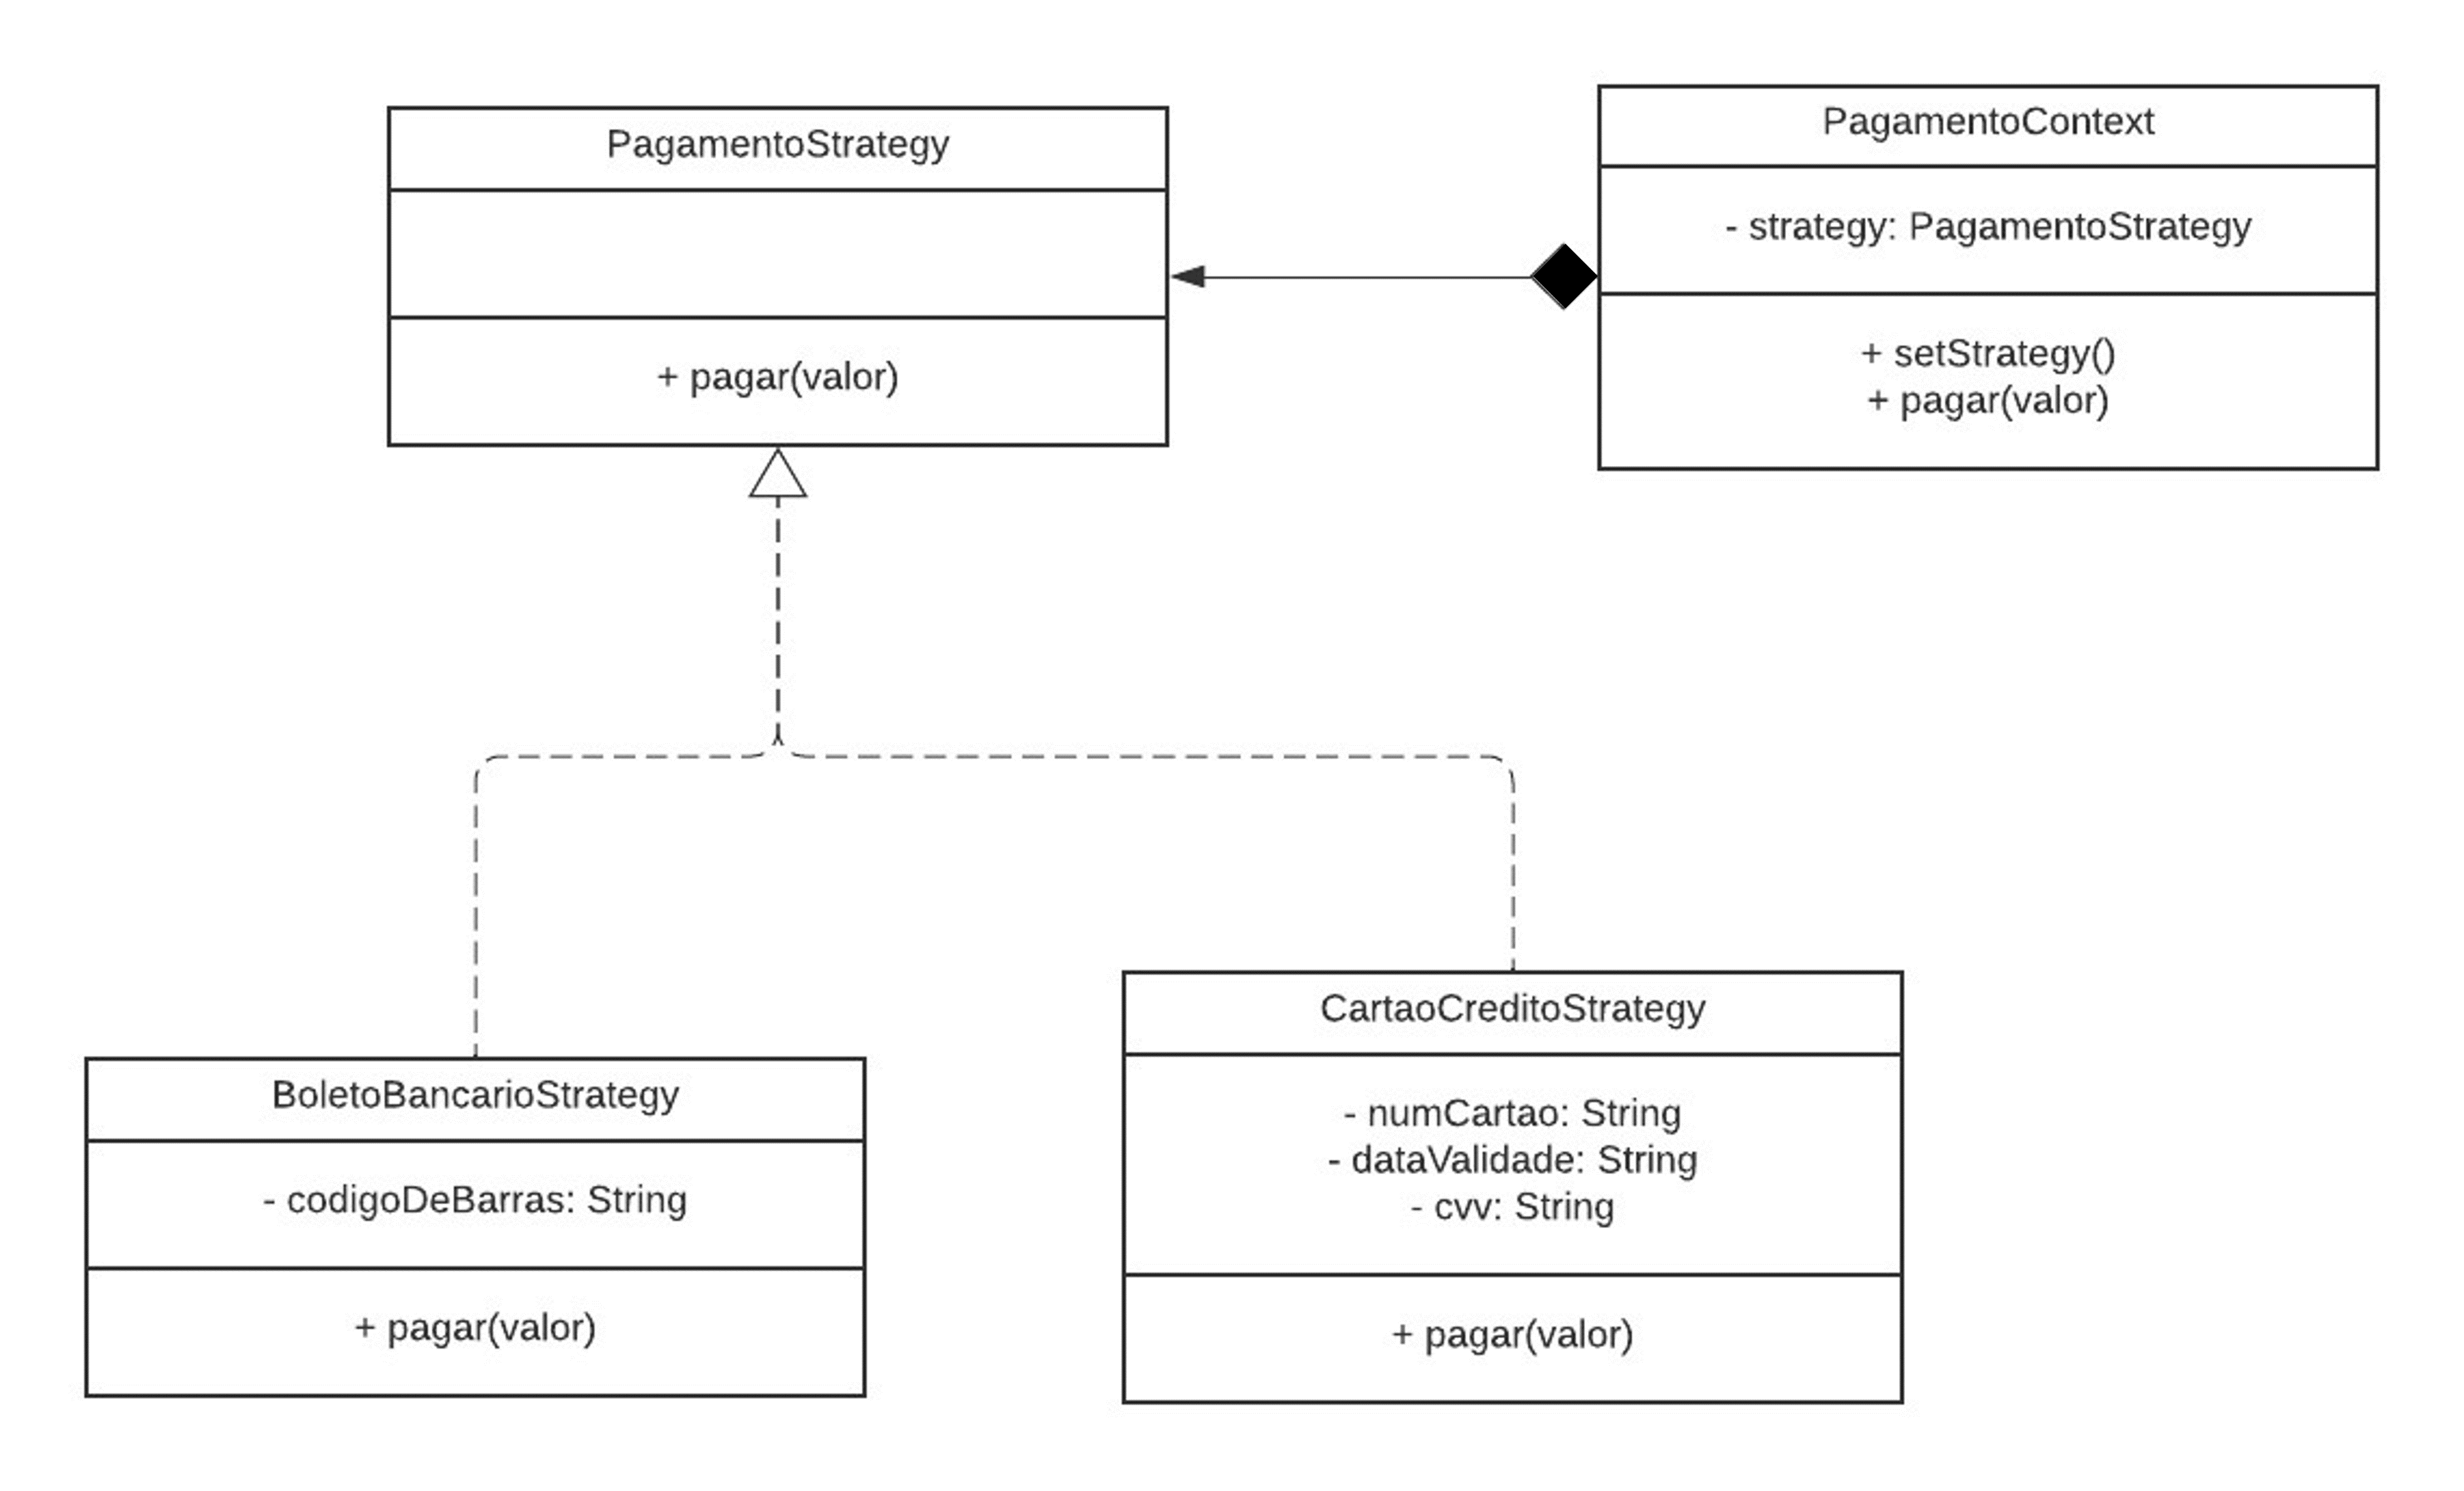 PagamentoStrategy
+ pagar(valor)
PagamentoContext
- strategy: PagamentoStrategy
+ setStrategy()
+ pagar(valor)
BoletoBancarioStrategy
- codigoDeBarras: String
+ pagar(valor)
CartaoCreditoStrategy
- numCartao: String
- dataValidade: String
- cvv: String
+ pagar(valor)